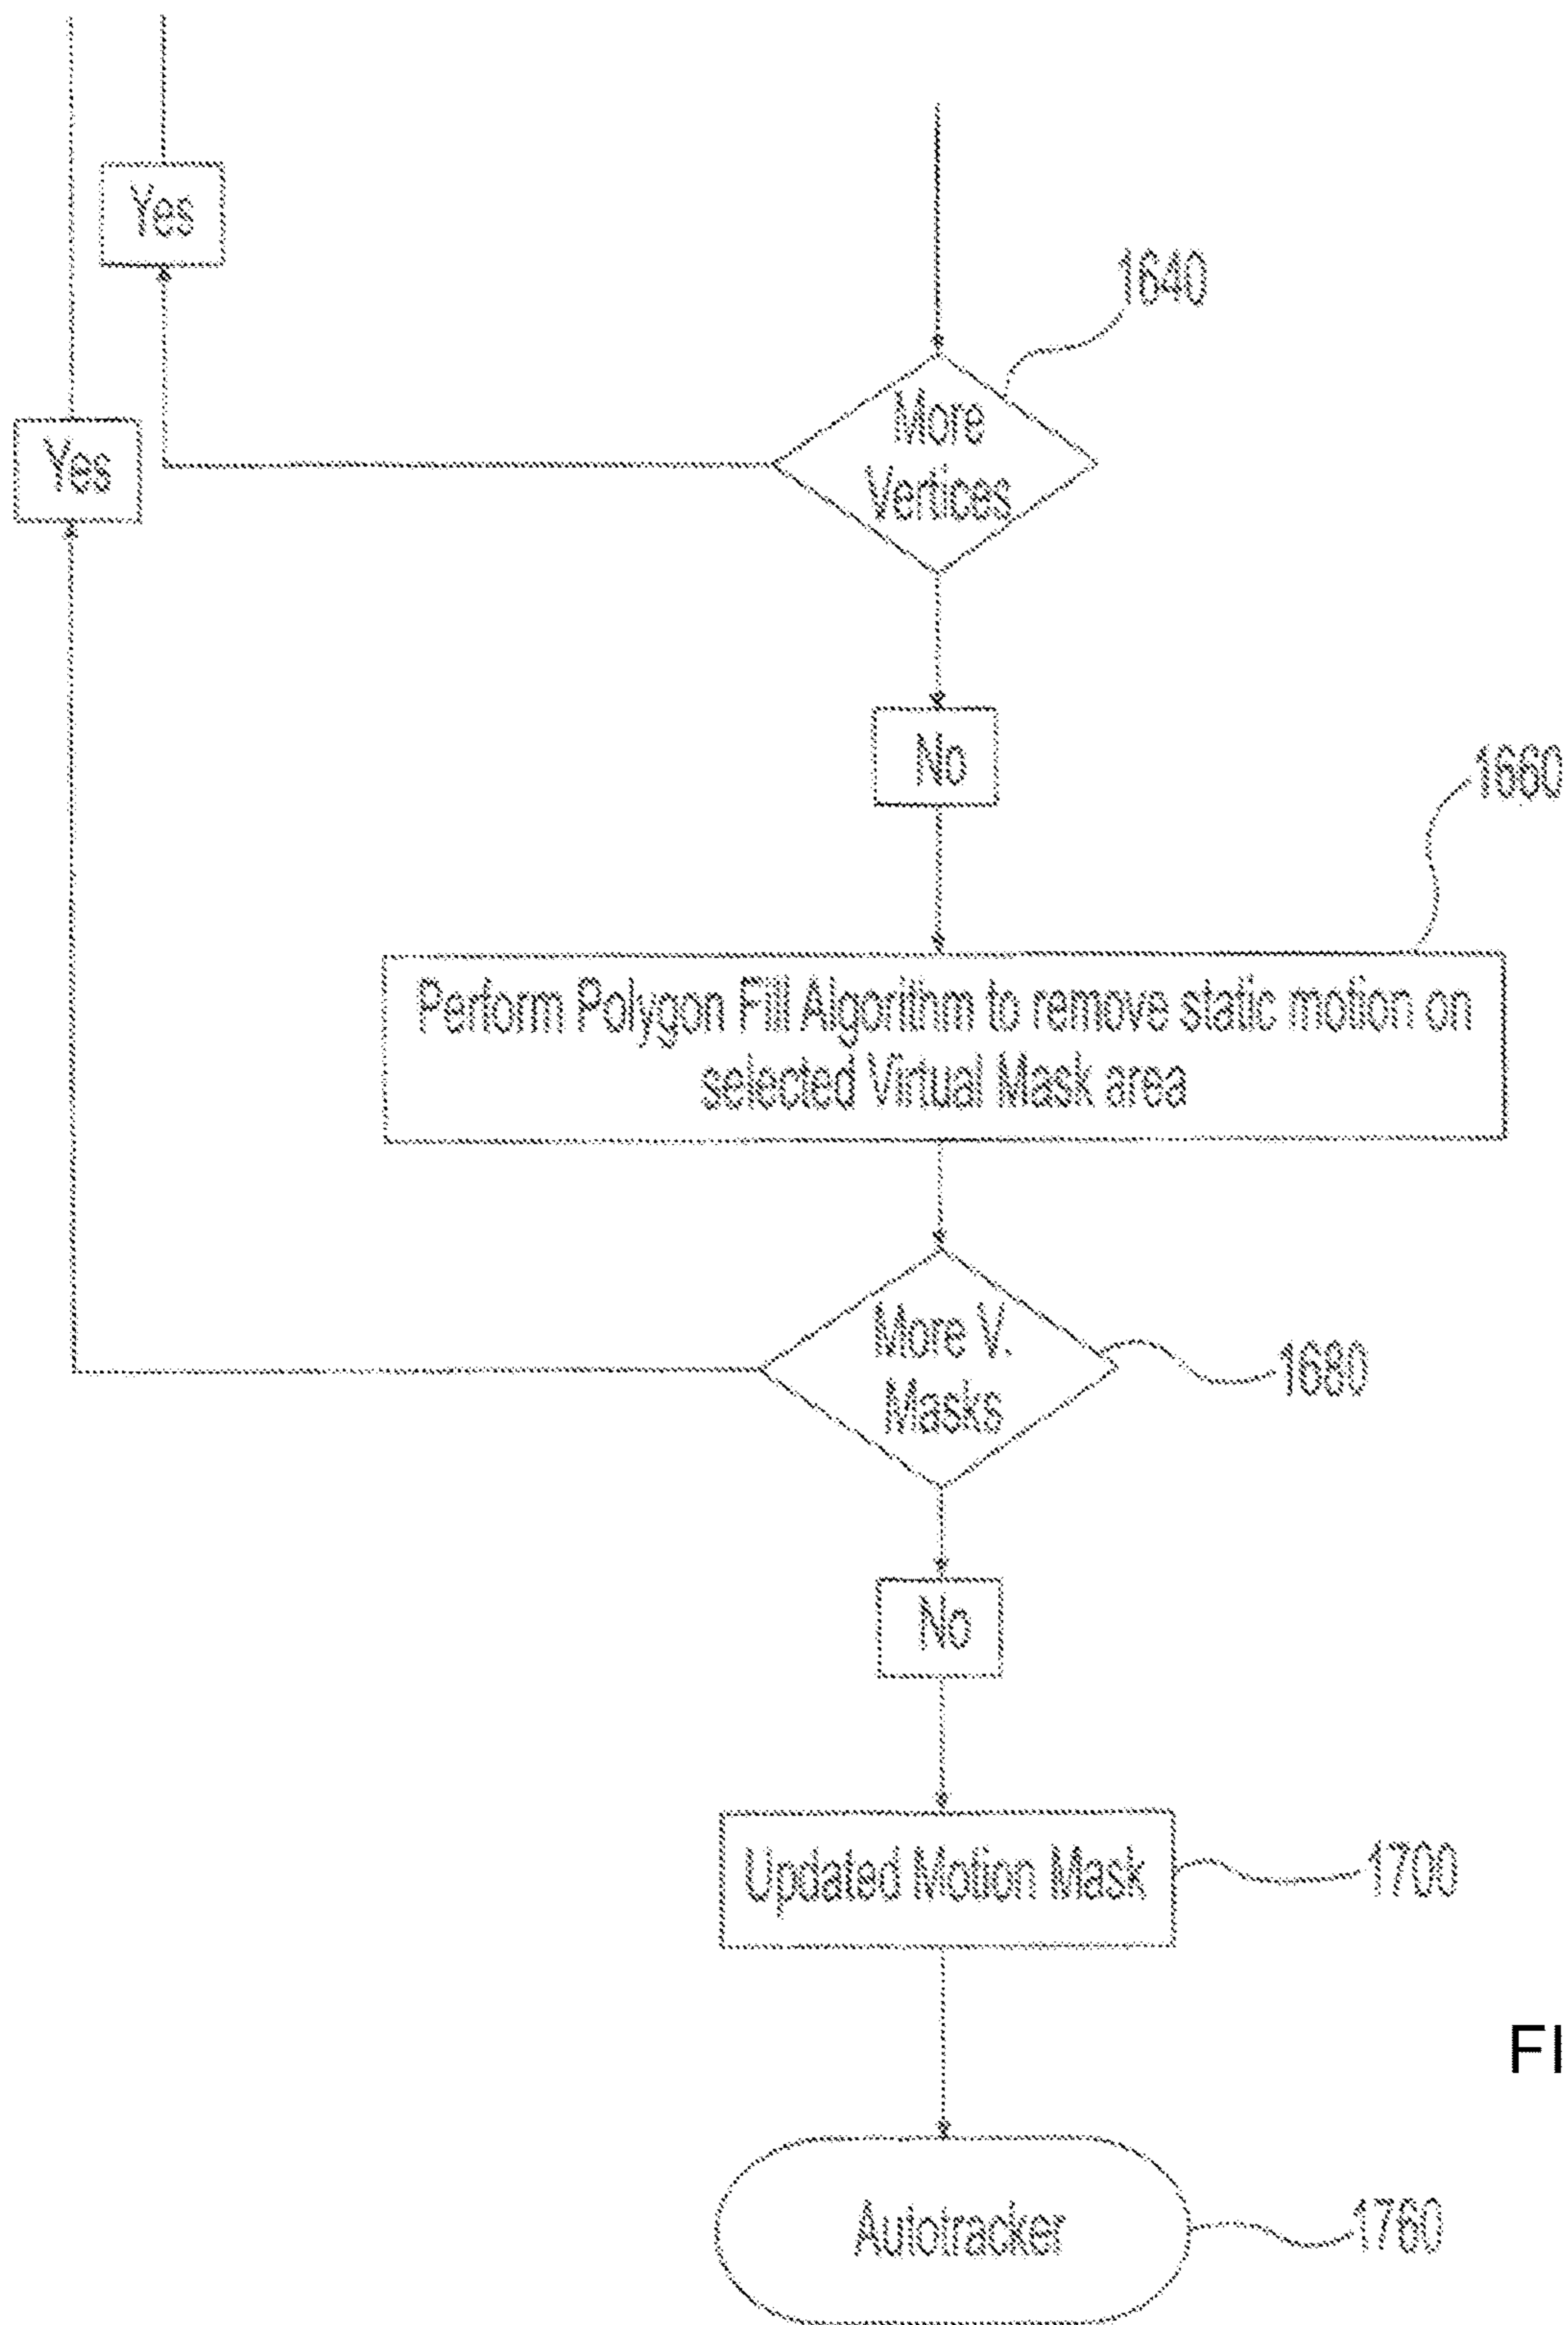 Yes
1640
More
Vertices
Yes
No
1660
Perform Polygon Fill Algorithm to remove static motion on
selected Virtual Mask area
More V.
Masks
1680
No
Updated Motion Mask
1700
FI
Autotracker
1760